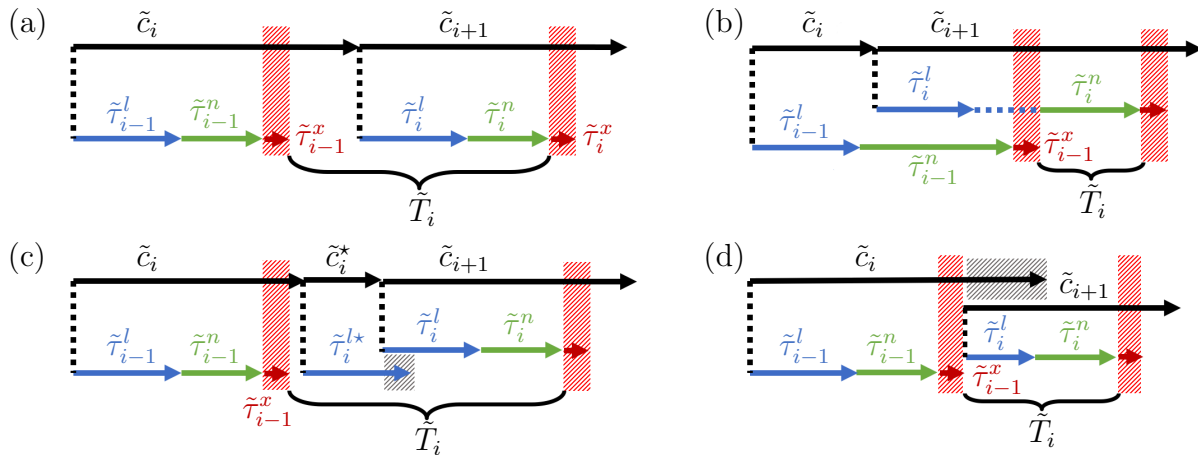 (a) c̃_i c̃_{i+1}
τ̃^l_{i-1} τ̃^n_{i-1} τ̃^x_{i-1} τ̃^l_i τ̃^n_i τ̃^x_i
T̃_i
(b) c̃_i c̃_{i+1}
τ̃^l_i τ̃^n_i
τ̃^l_{i-1} τ̃^n_{i-1} τ̃^x_{i-1}
T̃_i
(c) c̃_i c̃^⋆_i c̃_{i+1}
τ̃^l_{i-1} τ̃^n_{i-1} τ̃^{l⋆}_i τ̃^l_i τ̃^n_i
τ̃^x_{i-1}
T̃_i
(d) c̃_i
c̃_{i+1}
τ̃^l_{i-1} τ̃^n_{i-1} τ̃^l_i τ̃^n_i
τ̃^x_{i-1}
T̃_i